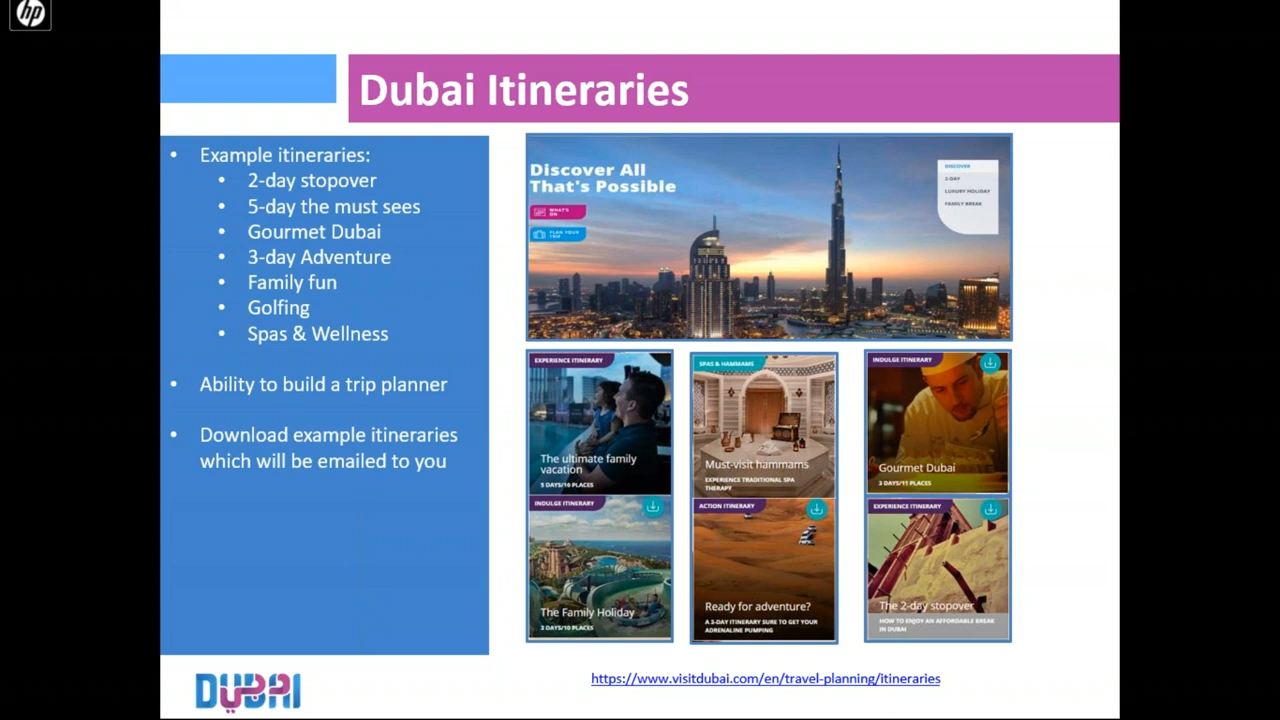 hp
Dubai Itineraries
• Example itineraries:
• 2-day stopover
• 5-day the must sees
• Gourmet Dubai
• 3-day Adventure
• Family fun
• Golfing
• Spas & Wellness
• Ability to build a trip planner
• Download example itineraries
which will be emailed to you
Discover All
That's Possible
WHAT'S
ON
PLAN YOUR
TRIP
DISCOVER
2-DAY
LUXURY HOLIDAY
FAMILY BREAK
EXPERIENCE ITINERARY
The ultimate family
vacation
5 DAYS/16 PLACES
SPAS & HAMMAMS
Must-visit hammams
EXPERIENCE TRADITIONAL SPA
THERAPY
INDULGE ITINERARY
Gourmet Dubai
3 DAYS/11 PLACES
INDULGE ITINERARY
The Family Holiday
3 DAYS/10 PLACES
ACTION ITINERARY
Ready for adventure?
A 3-DAY ITINERARY SURE TO GET YOUR
ADRENALINE PUMPING
EXPERIENCE ITINERARY
The 2-day stopover
HOW TO ENJOY AN AFFORDABLE BREAK
IN DUBAI
DUBAI
https://www.visitdubai.com/en/travel-planning/itineraries